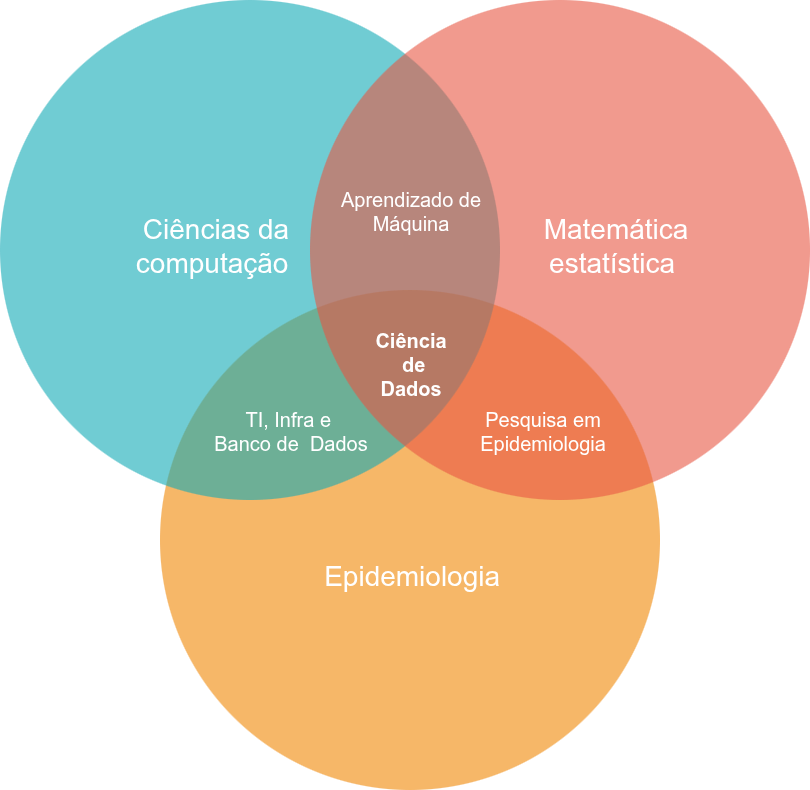 Aprendizado de
Máquina
Ciências da
computação
Matemática
estatística
Ciência
de
Dados
TI, Infra e
Banco de  Dados
Pesquisa em
Epidemiologia
Epidemiologia